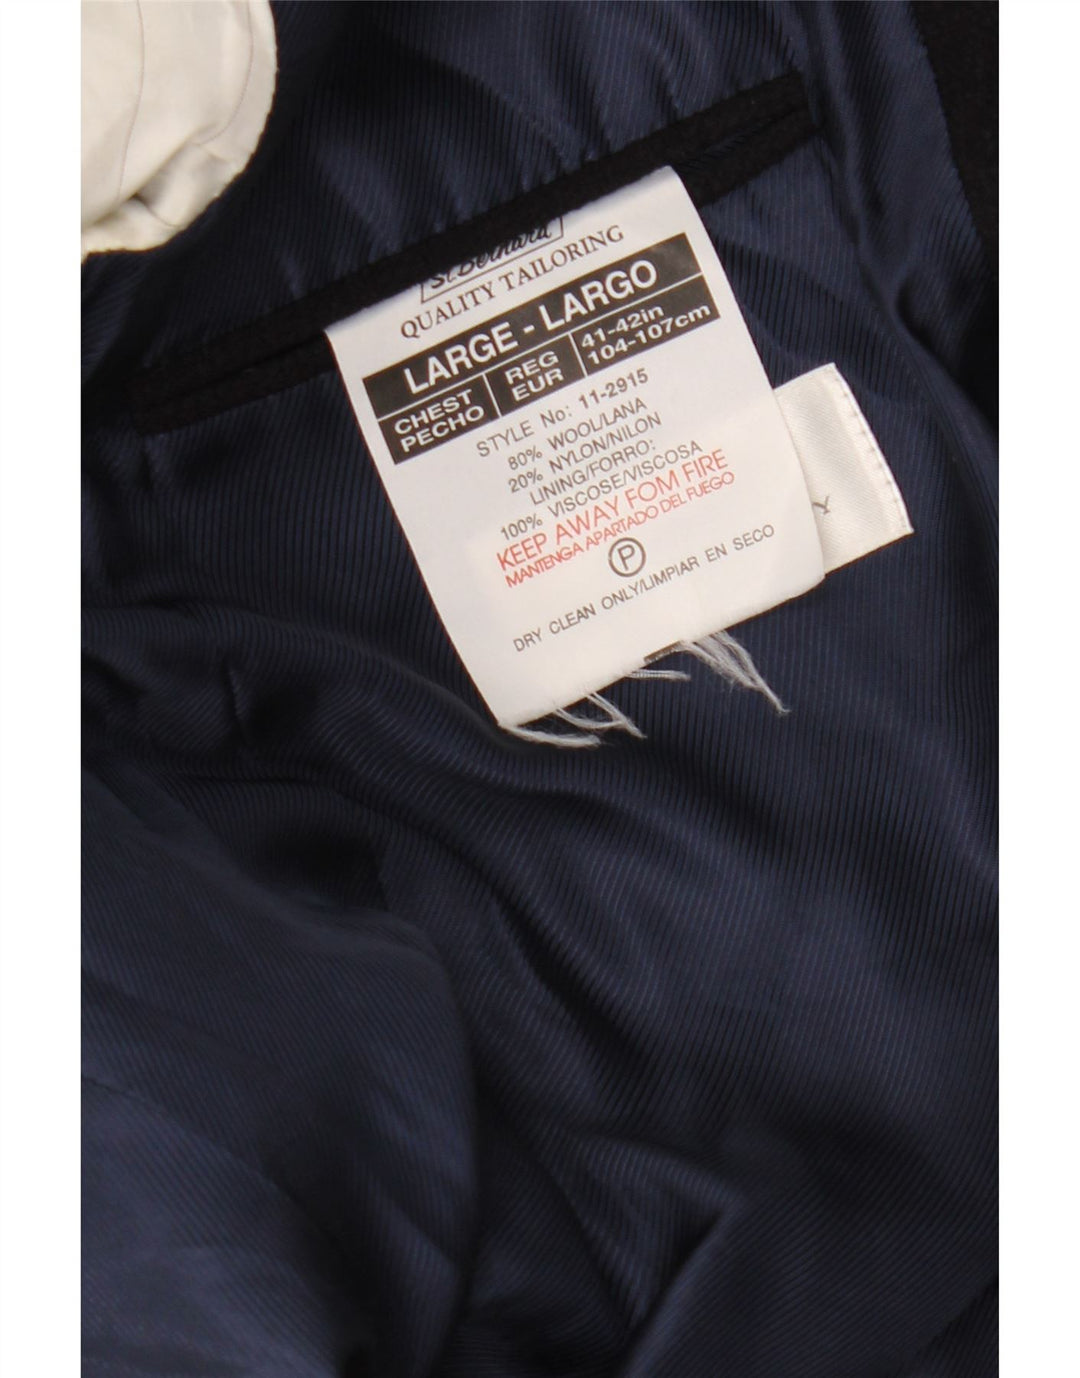 St Bernard
QUALITY TAILORING
LARGE - LARGO
CHEST
PECHO
REG
EUR
41-42in
104-107cm
STYLE No: 11-2915
80% WOOL/LANA
20% NYLON/NILON
LINING/FORRO:
100% VISCOSE/VISCOSA
KEEP AWAY FOM FIRE
MANTENGA APARTADO DEL FUEGO
P
DRY CLEAN ONLY/LIMPIAR EN SECO
Y